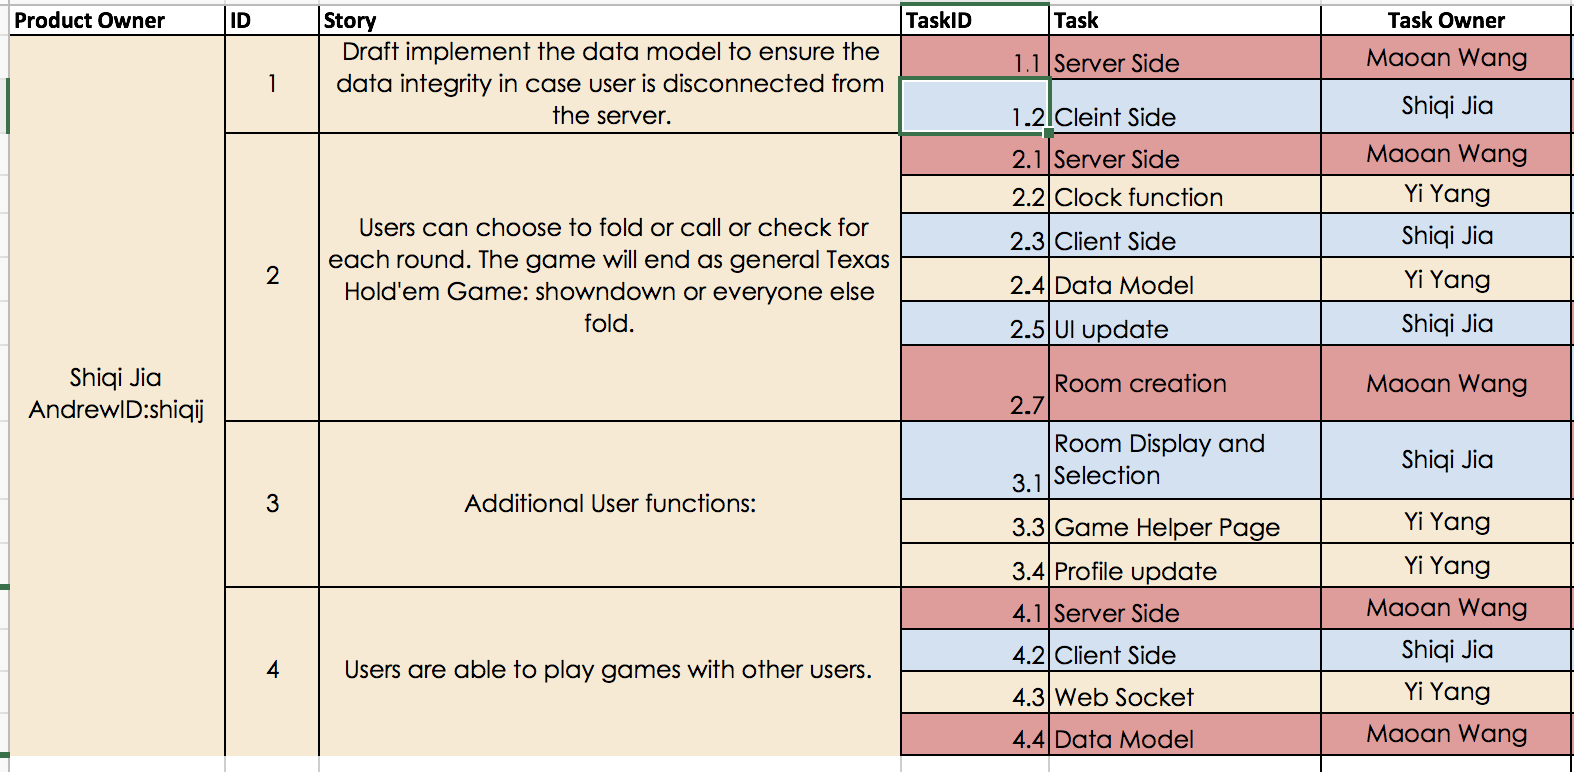 Product Owner ID Story TaskID Task Task Owner
Shiqi Jia
AndrewID:shiqij
1
Draft implement the data model to ensure the
data integrity in case user is disconnected from
the server.
1.1 Server Side Maoan Wang
1.2 Cleint Side Shiqi Jia
2
Users can choose to fold or call or check for
each round. The game will end as general Texas
Hold'em Game: showndown or everyone else
fold.
2.1 Server Side Maoan Wang
2.2 Clock function Yi Yang
2.3 Client Side Shiqi Jia
2.4 Data Model Yi Yang
2.5 UI update Shiqi Jia
2.7 Room creation Maoan Wang
3
Additional User functions:
3.1 Room Display and
Selection Shiqi Jia
3.3 Game Helper Page Yi Yang
3.4 Profile update Yi Yang
4
Users are able to play games with other users.
4.1 Server Side Maoan Wang
4.2 Client Side Shiqi Jia
4.3 Web Socket Yi Yang
4.4 Data Model Maoan Wang